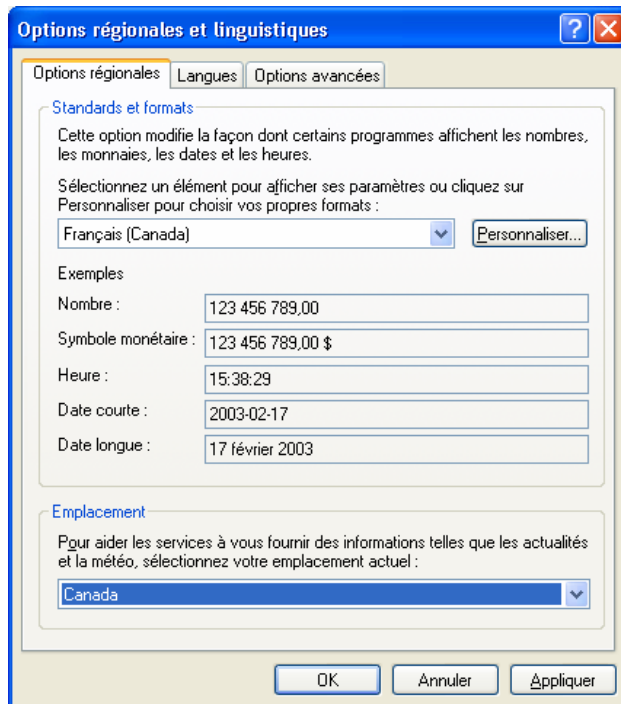 Options régionales et linguistiques
Options régionales Langues Options avancées
Standards et formats
Cette option modifie la façon dont certains programmes affichent les nombres,
les monnaies, les dates et les heures.
Sélectionnez un élément pour afficher ses paramètres ou cliquez sur
Personnaliser pour choisir vos propres formats :
Français (Canada) Personnaliser...
Exemples
Nombre : 123 456 789,00
Symbole monétaire : 123 456 789,00 $
Heure : 15:38:29
Date courte : 2003-02-17
Date longue : 17 février 2003
Emplacement
Pour aider les services à vous fournir des informations telles que les actualités
et la météo, sélectionnez votre emplacement actuel :
Canada
OK Annuler Appliquer